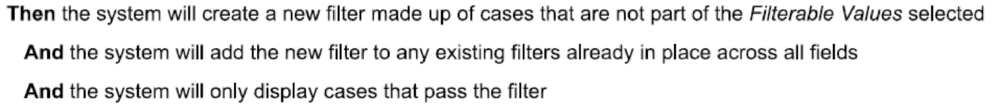 Then the system will create a new filter made up of cases that are not part of the Filterable Values selected
And the system will add the new filter to any existing filters already in place across all fields
And the system will only display cases that pass the filter